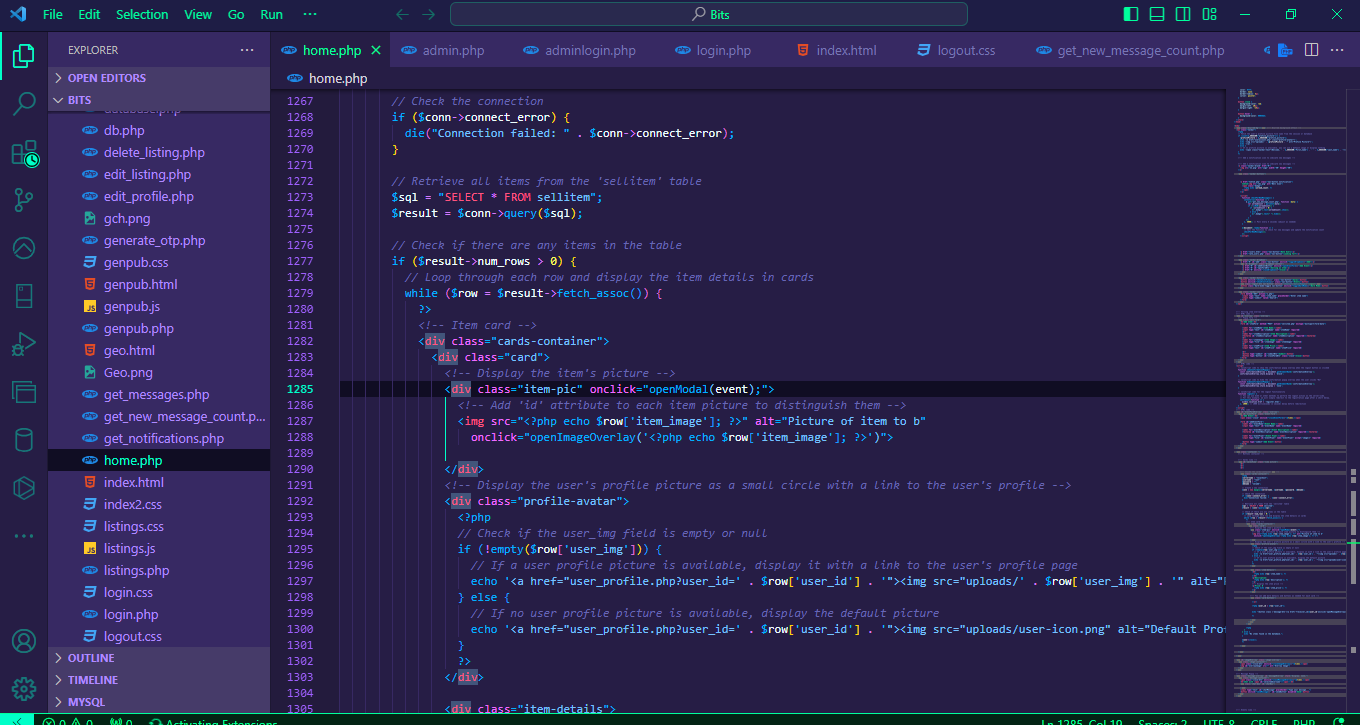 File Edit Selection View Go Run ··· Bits
EXPLORER ···
OPEN EDITORS
BITS
db.php
delete_listing.php
edit_listing.php
edit_profile.php
gch.png
generate_otp.php
genpub.css
genpub.html
genpub.js
genpub.php
geo.html
Geo.png
get_messages.php
get_new_message_count.p...
get_notifications.php
home.php
index.html
index2.css
listings.css
listings.js
listings.php
login.css
login.php
logout.css
OUTLINE
TIMELINE
MYSQL
home.php admin.php adminlogin.php login.php index.html logout.css get_new_message_count.php
home.php
1267 // Check the connection
1268 if ($conn->connect_error) {
1269 die("Connection failed: " . $conn->connect_error);
1270 }
1271
1272 // Retrieve all items from the 'sellitem' table
1273 $sql = "SELECT * FROM sellitem";
1274 $result = $conn->query($sql);
1275
1276 // Check if there are any items in the table
1277 if ($result->num_rows > 0) {
1278 // Loop through each row and display the item details in cards
1279 while ($row = $result->fetch_assoc()) {
1280 ?>
1281 <!-- Item card -->
1282 <div class="cards-container">
1283 <div class="card">
1284 <!-- Display the item's picture -->
1285 <div class="item-pic" onclick="openModal(event);">
1286 <!-- Add 'id' attribute to each item picture to distinguish them -->
1287 <img src="<?php echo $row['item_image']; ?>" alt="Picture of item to b"
1288 onclick="openImageOverlay('<?php echo $row['item_image']; ?>')">
1289
1290 </div>
1291 <!-- Display the user's profile picture as a small circle with a link to the user's profile -->
1292 <div class="profile-avatar">
1293 <?php
1294 // Check if the user_img field is empty or null
1295 if (!empty($row['user_img'])) {
1296 // If a user profile picture is available, display it with a link to the user's profile page
1297 echo '<a href="user_profile.php?user_id=' . $row['user_id'] . '"><img src="uploads/' . $row['user_img'] . '" alt="
1298 } else {
1299 // If no user profile picture is available, display the default picture
1300 echo '<a href="user_profile.php?user_id=' . $row['user_id'] . '"><img src="uploads/user-icon.png" alt="Default Pro
1301 }
1302 ?>
1303 </div>
1304
1305 <div class="item-details">
0 0 0 Activating Extensions Ln 1285, Col 19 Spaces: 2 UTF-8 CRLF PHP